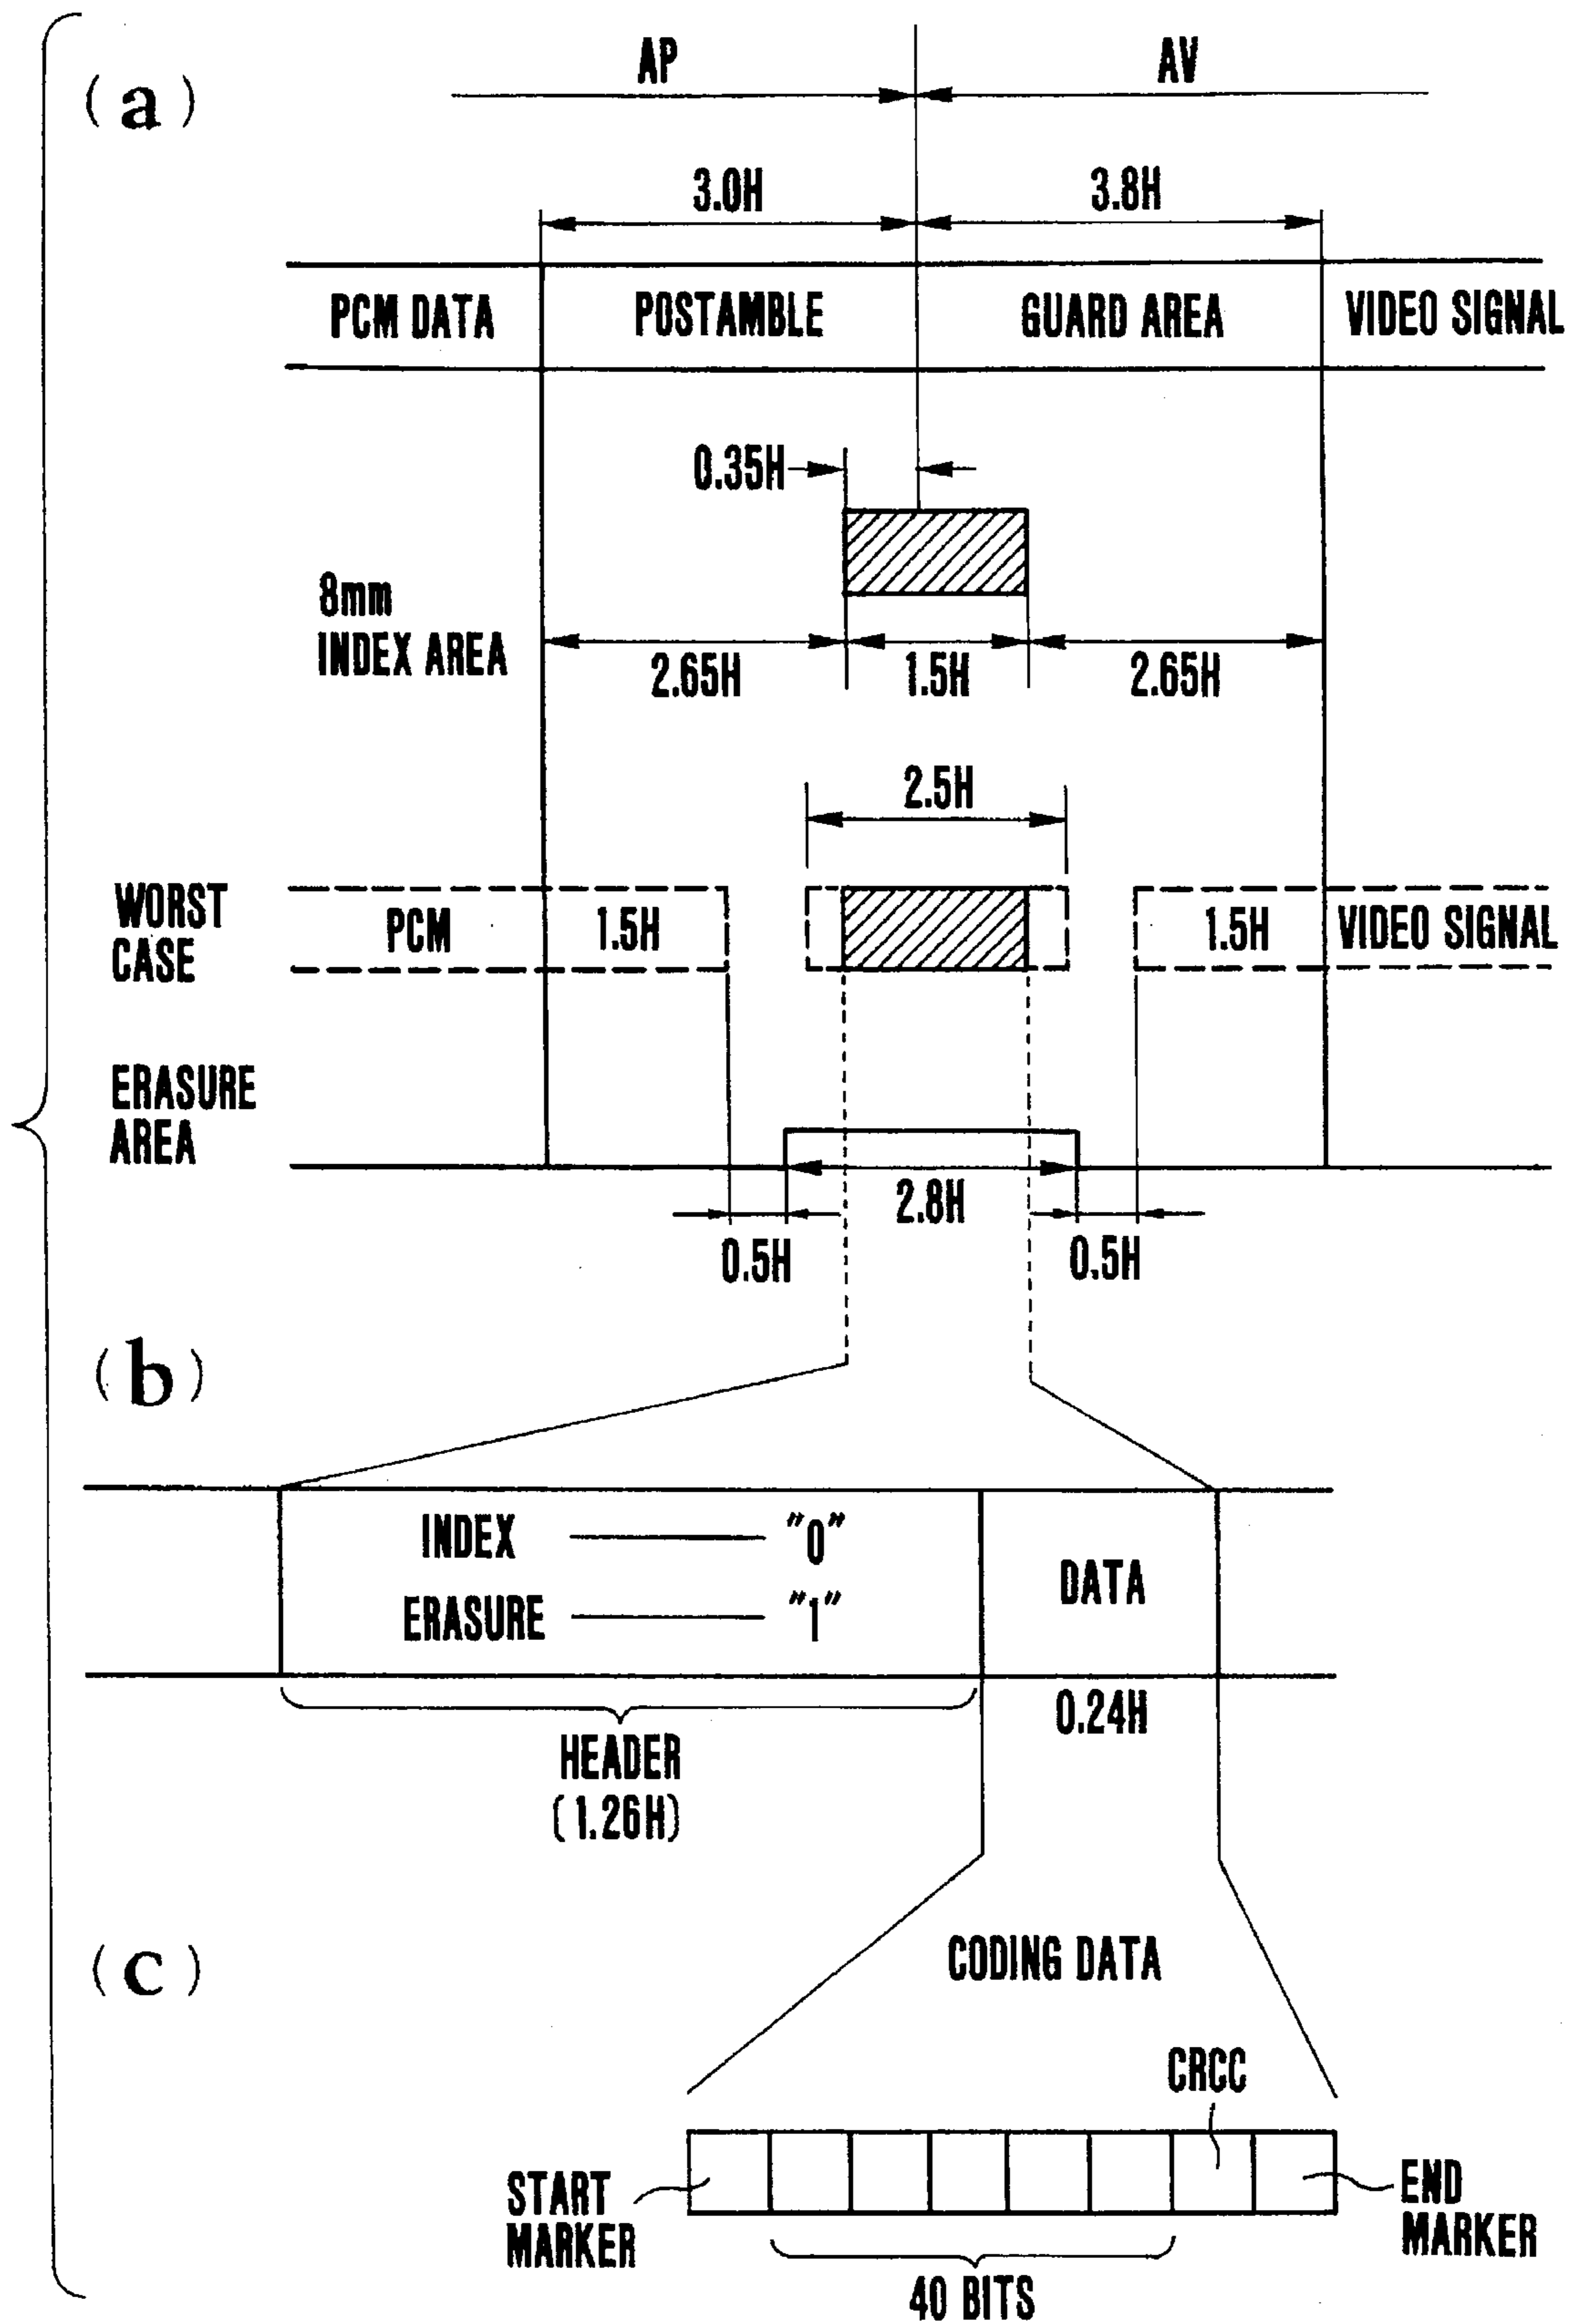 (a)
AP
AV
3.0H
3.8H
PCM DATA
POSTAMBLE
GUARD AREA
VIDEO SIGNAL
0.35H
8mm
INDEX AREA
2.65H
1.5H
2.65H
2.5H
WORST
CASE
PCM
1.5H
1.5H
VIDEO SIGNAL
ERASURE
AREA
2.8H
0.5H
0.5H
(b)
INDEX "0"
ERASURE "1"
DATA
0.24H
HEADER
(1.26H)
(c)
CODING DATA
CRCC
START
MARKER
END
MARKER
40 BITS